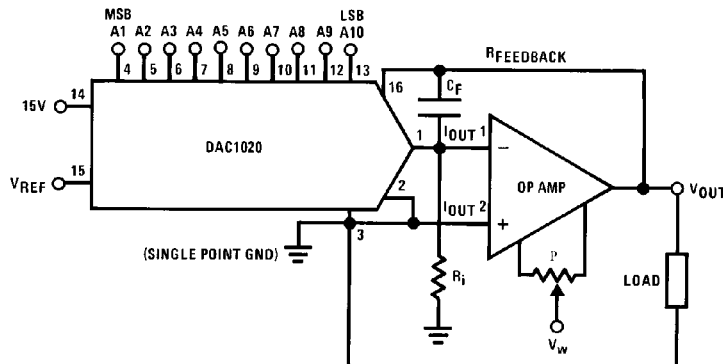 MSB LSB
A1 A2 A3 A4 A5 A6 A7 A8 A9 A10
4 5 6 7 8 9 10 11 12 13
RFEEDBACK
16
CF
15V 14
DAC1020
1 IOUT 1
−
VREF 15
OP AMP
VOUT
2
IOUT 2
+
3
(SINGLE POINT GND)
Ri
P
LOAD
Vw